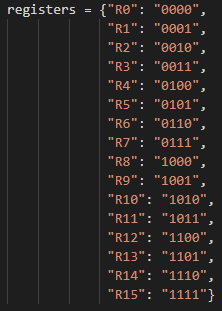 registers = {"R0": "0000",
"R1": "0001",
"R2": "0010",
"R3": "0011",
"R4": "0100",
"R5": "0101",
"R6": "0110",
"R7": "0111",
"R8": "1000",
"R9": "1001",
"R10": "1010",
"R11": "1011",
"R12": "1100",
"R13": "1101",
"R14": "1110",
"R15": "1111"}